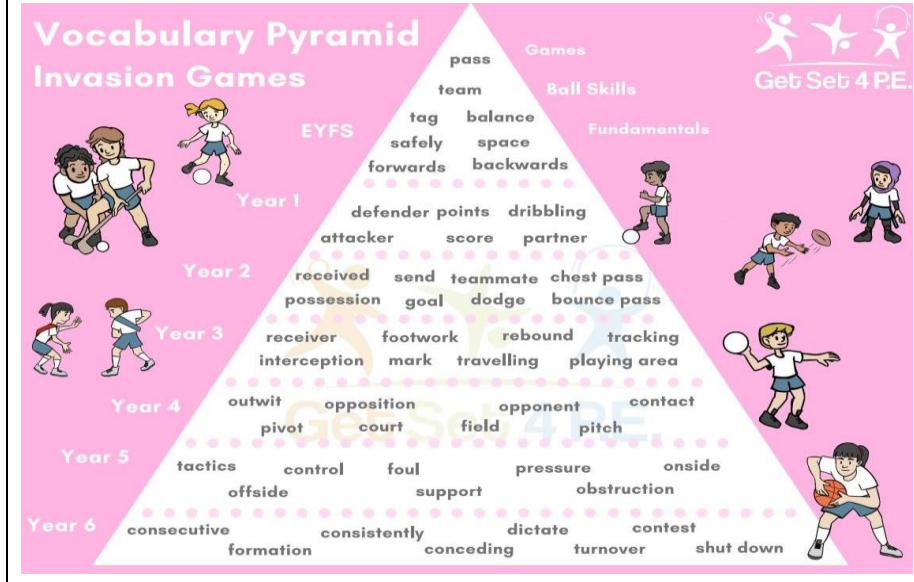 Vocabulary Pyramid
Invasion Games
Get Set 4 P.E.
pass
Games
team
Ball Skills
EYFS
tag balance
Fundamentals
safely space
forwards backwards
Year 1
defender points dribbling
attacker score partner
Year 2
received send teammate chest pass
possession goal dodge bounce pass
Year 3
receiver footwork rebound tracking
interception mark travelling playing area
Year 4
outwit opposition opponent contact
pivot court field pitch
Get Set 4 P.E.
Year 5
tactics control foul pressure onside
offside support obstruction
Year 6
consecutive consistently dictate contest
formation conceding turnover shut down